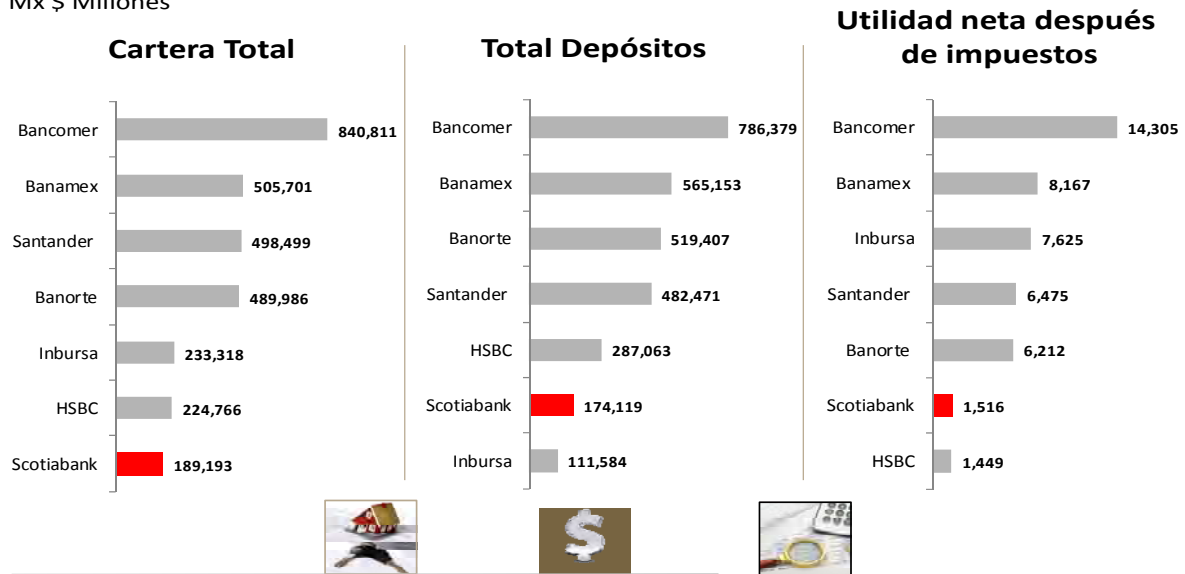 Mx $ Millones
Cartera Total
Bancomer 840,811
Banamex 505,701
Santander 498,499
Banorte 489,986
Inbursa 233,318
HSBC 224,766
Scotiabank 189,193
Total Depósitos
Bancomer 786,379
Banamex 565,153
Banorte 519,407
Santander 482,471
HSBC 287,063
Scotiabank 174,119
Inbursa 111,584
Utilidad neta después
de impuestos
Bancomer 14,305
Banamex 8,167
Inbursa 7,625
Santander 6,475
Banorte 6,212
Scotiabank 1,516
HSBC 1,449
$